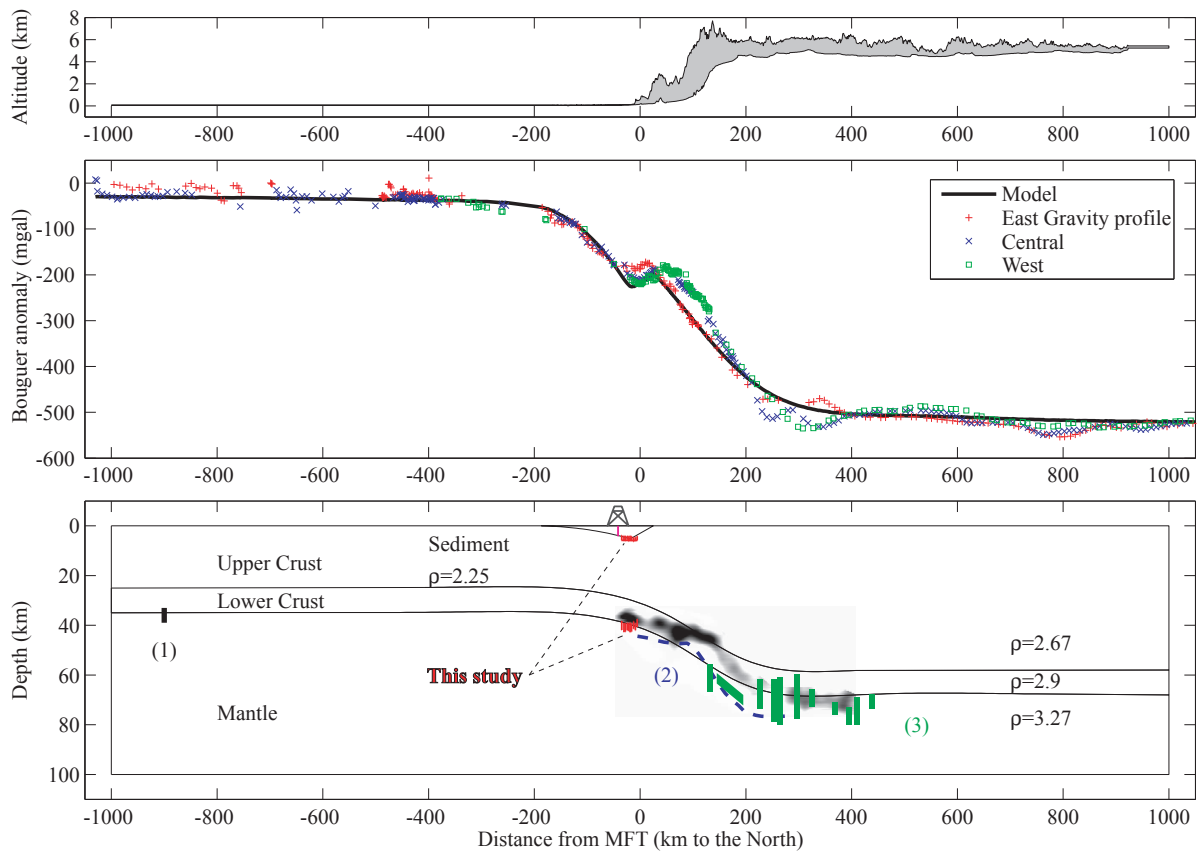 Altitude (km)
8
6
4
2
0
-1000 -800 -600 -400 -200 0 200 400 600 800 1000
Bouguer anomaly (mgal)
0
-100
-200
-300
-400
-500
-600
Model
East Gravity profile
Central
West
-1000 -800 -600 -400 -200 0 200 400 600 800 1000
Depth (km)
0
20
40
60
80
100
Sediment
Upper Crust
ρ=2.25
Lower Crust
(1)
This study
(2)
ρ=2.67
ρ=2.9
Mantle
(3)
ρ=3.27
-1000 -800 -600 -400 -200 0 200 400 600 800 1000
Distance from MFT (km to the North)